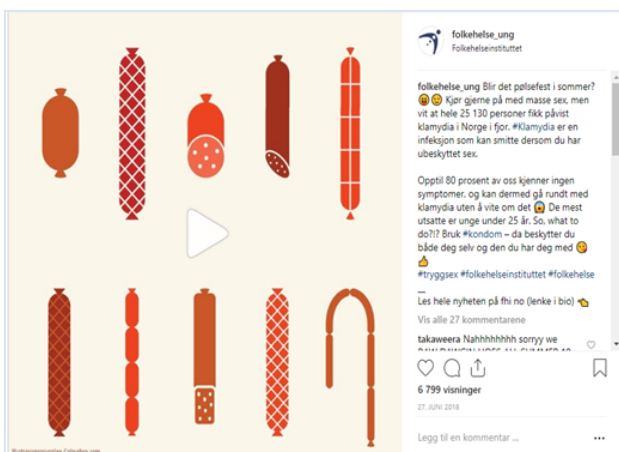 folkehelse_ung
Folkehelseinstituttet
folkehelse_ung Blir det pølsefest i sommer?
😛😉 Kjør gjerne på med masse sex, men
vit at hele 25 130 personer fikk påvist
klamydia i Norge i fjor. #Klamydia er en
infeksjon som kan smitte dersom du har
ubeskyttet sex.
Opptil 80 prosent av oss kjenner ingen
symptomer, og kan dermed gå rundt med
klamydia uten å vite om det 😱 De mest
utsatte er unge under 25 år. So, what to
do?!? Bruk #kondom – da beskytter du
både deg selv og den du har deg med 😋
👍
#tryggsex #folkehelseinstituttet #folkehelse
__
Les hele nyheten på fhi no (lenke i bio) 👈
Vis alle 27 kommentarene
takaweera Nahhhhhhhh sorryy we
6 799 visninger
27. JUNI 2018
Legg til en kommentar ...